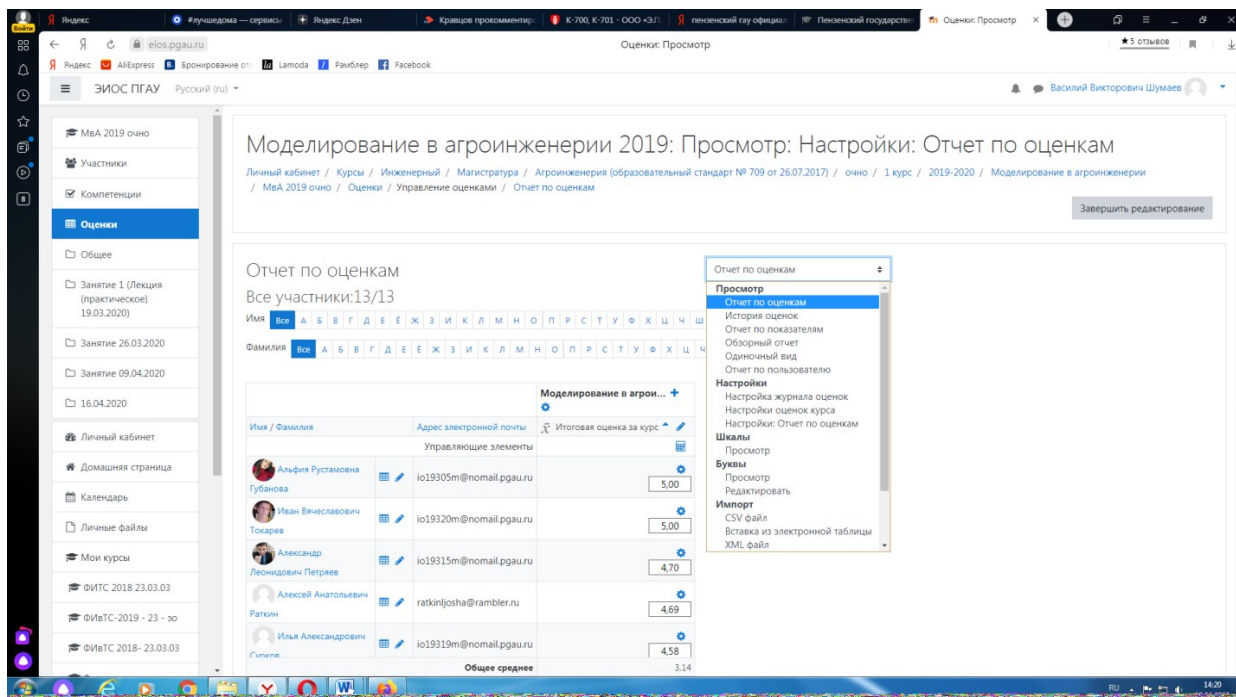 Войти
Яндекс
#лучшедома — сервисы
Яндекс Дзен
Кравцов прокомментиро
К-700, К-701 - ООО «Э.Л.
пензенский гау официал
Пензенский государстве
Оценки: Просмотр
eios.pgau.ru
Оценки: Просмотр
★5 отзывов
Яндекс
AliExpress
Бронирование от
Lamoda
Рамблер
Facebook
ЭИОС ПГАУ
Русский (ru)
Василий Викторович Шумаев
МвА 2019 очно
Участники
Компетенции
Оценки
Общее
Занятие 1 (Лекция
(практическое)
19.03.2020)
Занятие 26.03.2020
Занятие 09.04.2020
16.04.2020
Личный кабинет
Домашняя страница
Календарь
Личные файлы
Мои курсы
ФИТС 2018 23.03.03
ФИвТС-2019 - 23 - зо
ФИвТС 2018- 23.03.03
Моделирование в агроинженерии 2019: Просмотр: Настройки: Отчет по оценкам
Личный кабинет / Курсы / Инженерный / Магистратура / Агроинженерия (образовательный стандарт № 709 от 26.07.2017) / очно / 1 курс / 2019-2020 / Моделирование в агроинженерии
/ МвА 2019 очно / Оценки / Управление оценками / Отчет по оценкам
Завершить редактирование
Отчет по оценкам
Все участники:13/13
Имя Все А Б В Г Д Е Ё Ж З И К Л М Н О П Р С Т У Ф Х Ц Ч Ш
Фамилия Все А Б В Г Д Е Ё Ж З И К Л М Н О П Р С Т У Ф Х Ц Ч
Моделирование в агрои...
Имя / Фамилия
Адрес электронной почты
Итоговая оценка за курс
Управляющие элементы
Альфия Рустамовна
Губанова
io19305m@nomail.pgau.ru
5,00
Иван Вячеславович
Токарев
io19320m@nomail.pgau.ru
5,00
Александр
Леонидович Петряев
io19315m@nomail.pgau.ru
4,70
Алексей Анатольевич
Раткин
ratkinljosha@rambler.ru
4,69
Илья Александрович
Сурков
io19319m@nomail.pgau.ru
4,58
Общее среднее
3,14
Отчет по оценкам
Просмотр
Отчет по оценкам
История оценок
Отчет по показателям
Обзорный отчет
Одиночный вид
Отчет по пользователю
Настройки
Настройка журнала оценок
Настройки оценок курса
Настройки: Отчет по оценкам
Шкалы
Просмотр
Буквы
Просмотр
Редактировать
Импорт
CSV файл
Вставка из электронной таблицы
XML файл
RU
14:20